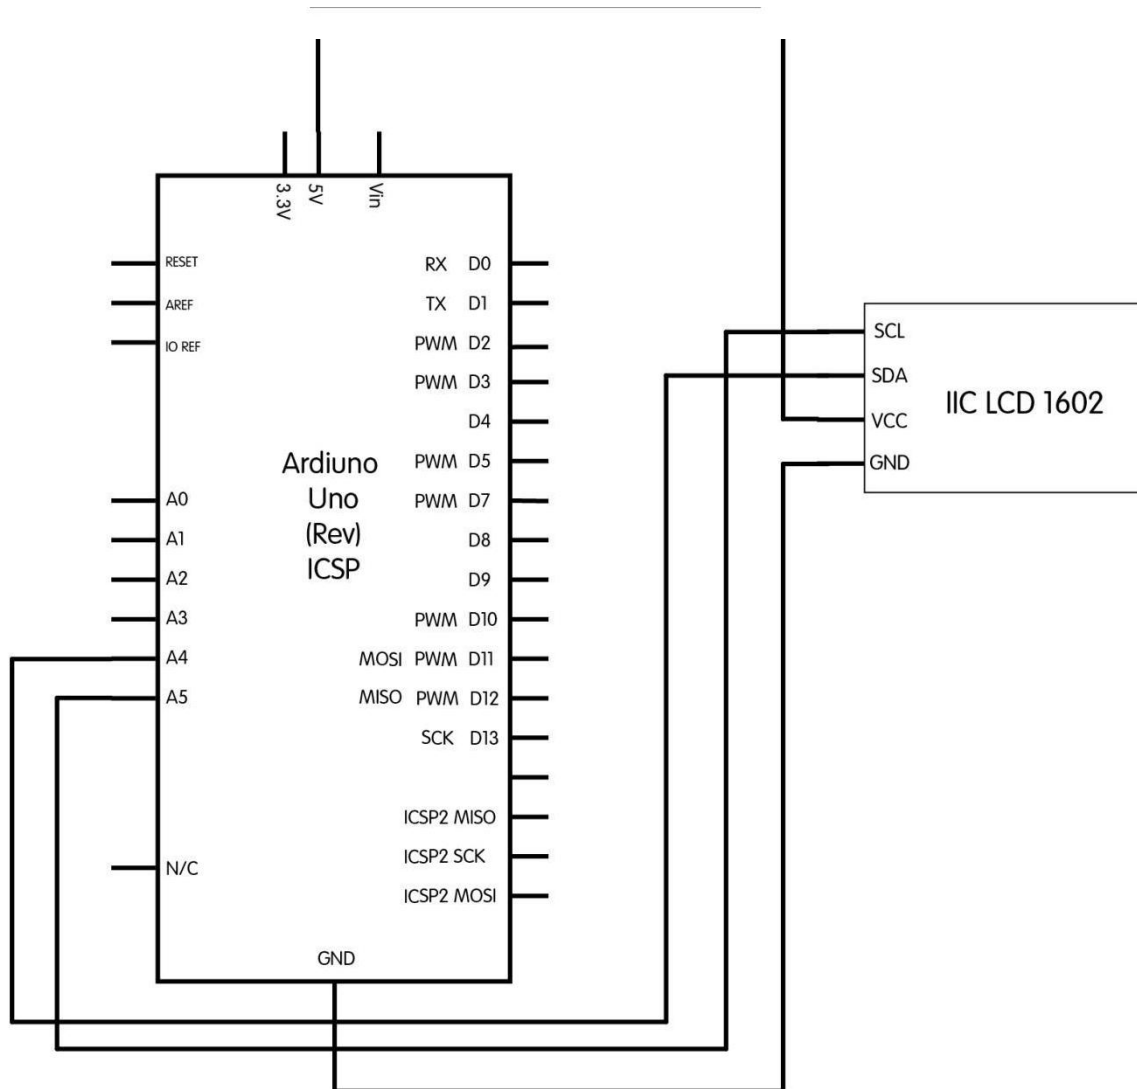 3.3V
5V
Vin
RESET
AREF
IO REF
A0
A1
A2
A3
A4
A5
N/C
Ardiuno
Uno
(Rev)
ICSP
RX D0
TX D1
PWM D2
PWM D3
D4
PWM D5
PWM D7
D8
D9
PWM D10
MOSI PWM D11
MISO PWM D12
SCK D13
ICSP2 MISO
ICSP2 SCK
ICSP2 MOSI
GND
SCL
SDA
VCC
GND
IIC LCD 1602